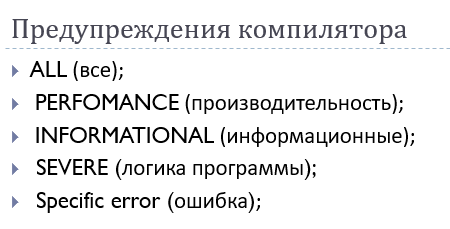 Предупреждения компилятора
ALL (все);
PERFOMANCE (производительность);
INFORMATIONAL (информационные);
SEVERE (логика программы);
Specific error (ошибка);